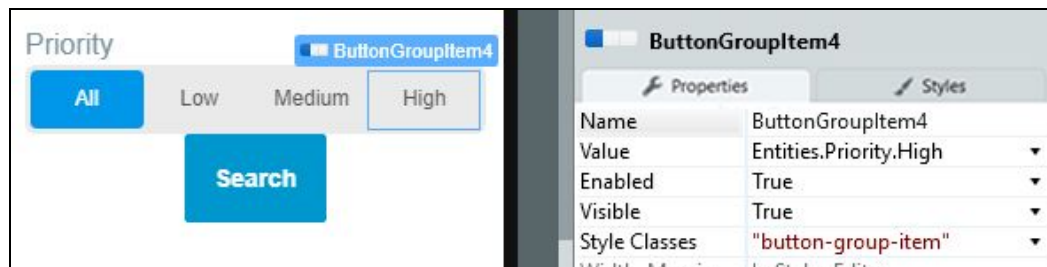 Priority
ButtonGroupItem4
All Low Medium High
Search
ButtonGroupItem4
Properties Styles
Name ButtonGroupItem4
Value Entities.Priority.High
Enabled True
Visible True
Style Classes "button-group-item"